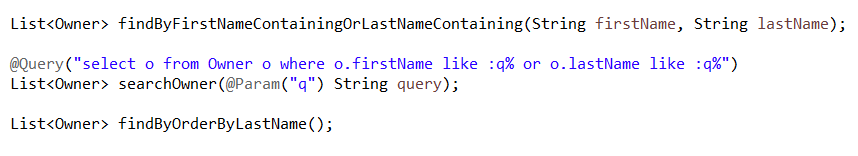 List<Owner> findByFirstNameContainingOrLastNameContaining(String firstName, String lastName);
@Query("select o from Owner o where o.firstName like :q% or o.lastName like :q%")
List<Owner> searchOwner(@Param("q") String query);
List<Owner> findByOrderByLastName();